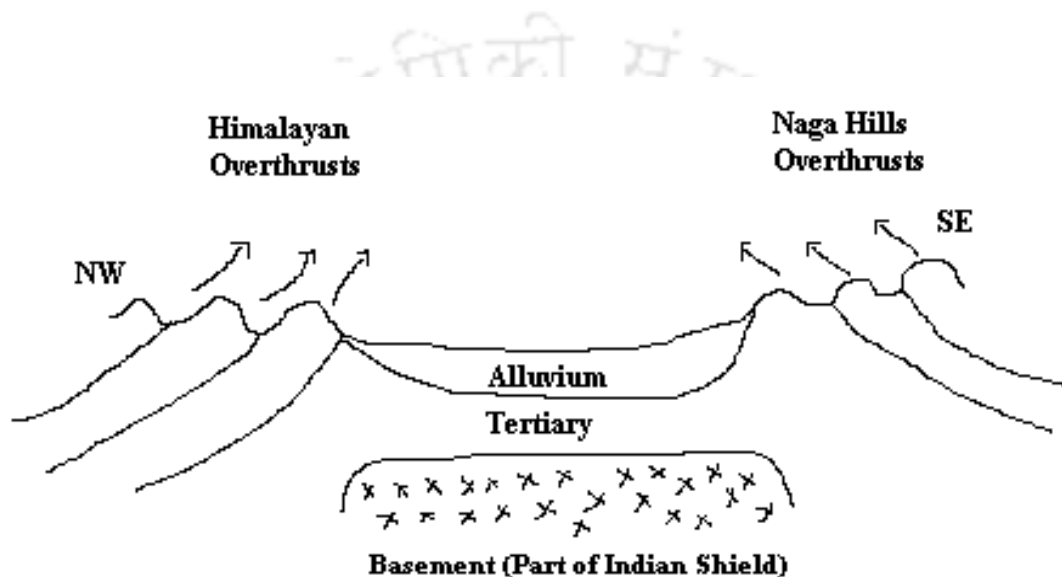 Himalayan
Overthrusts
Naga Hills
Overthrusts
NW
SE
Alluvium
Tertiary
Basement (Part of Indian Shield)